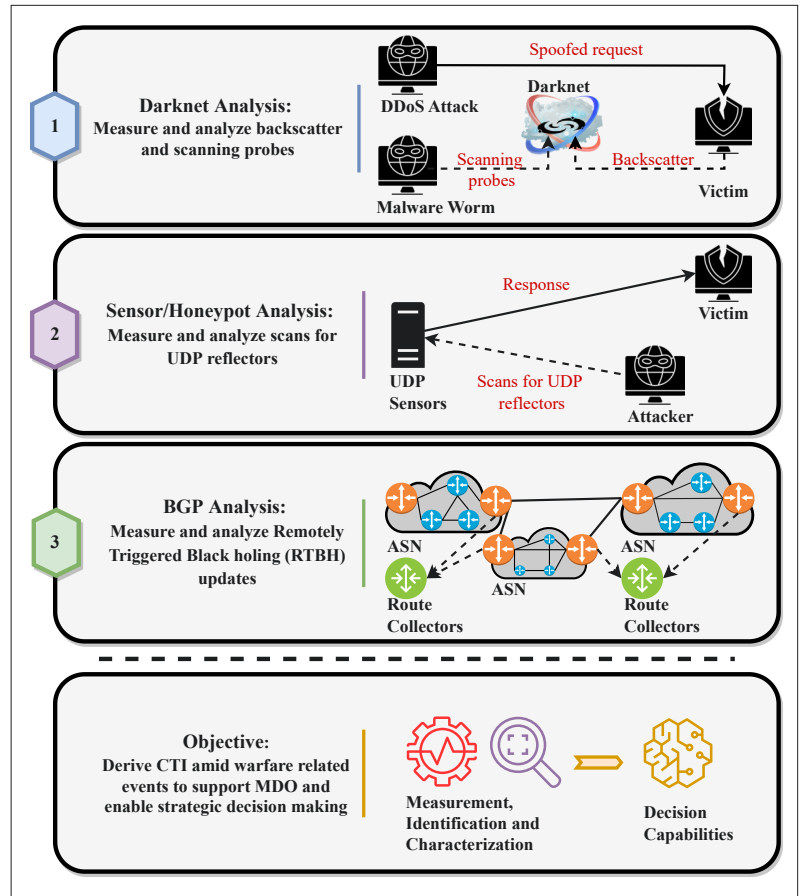 1
Darknet Analysis:
Measure and analyze backscatter
and scanning probes
Spoofed request
DDoS Attack
Darknet
Scanning
probes
Backscatter
Malware Worm
Victim
2
Sensor/Honeypot Analysis:
Measure and analyze scans for
UDP reflectors
Response
Victim
UDP
Sensors
Scans for UDP
reflectors
Attacker
3
BGP Analysis:
Measure and analyze Remotely
Triggered Black holing (RTBH)
updates
ASN
ASN
ASN
Route
Collectors
Route
Collectors
Objective:
Derive CTI amid warfare related
events to support MDO and
enable strategic decision making
Measurement,
Identification and
Characterization
Decision
Capabilities